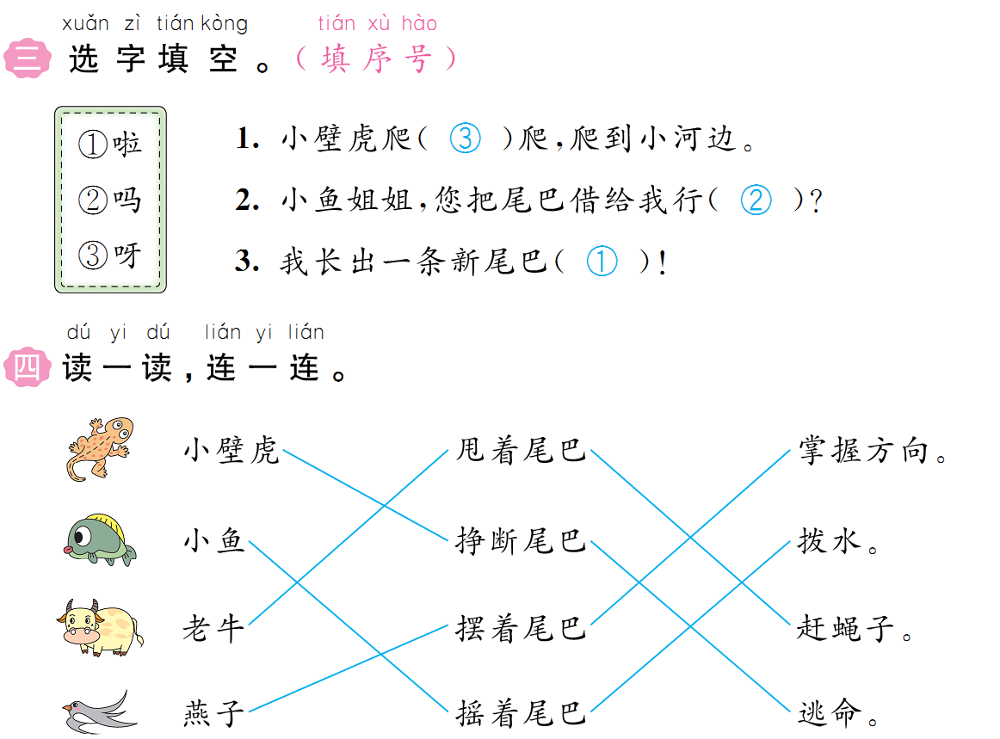 xuǎn zì tián kòng tián xù hào
三 选字填空。(填序号)
①啦
②吗
③呀
1. 小壁虎爬( ③ )爬,爬到小河边。
2. 小鱼姐姐,您把尾巴借给我行( ② )?
3. 我长出一条新尾巴( ① )!
dú yi dú lián yi lián
四 读一读,连一连。
小壁虎 甩着尾巴 掌握方向。
小鱼 挣断尾巴 拨水。
老牛 摆着尾巴 赶蝇子。
燕子 摇着尾巴 逃命。